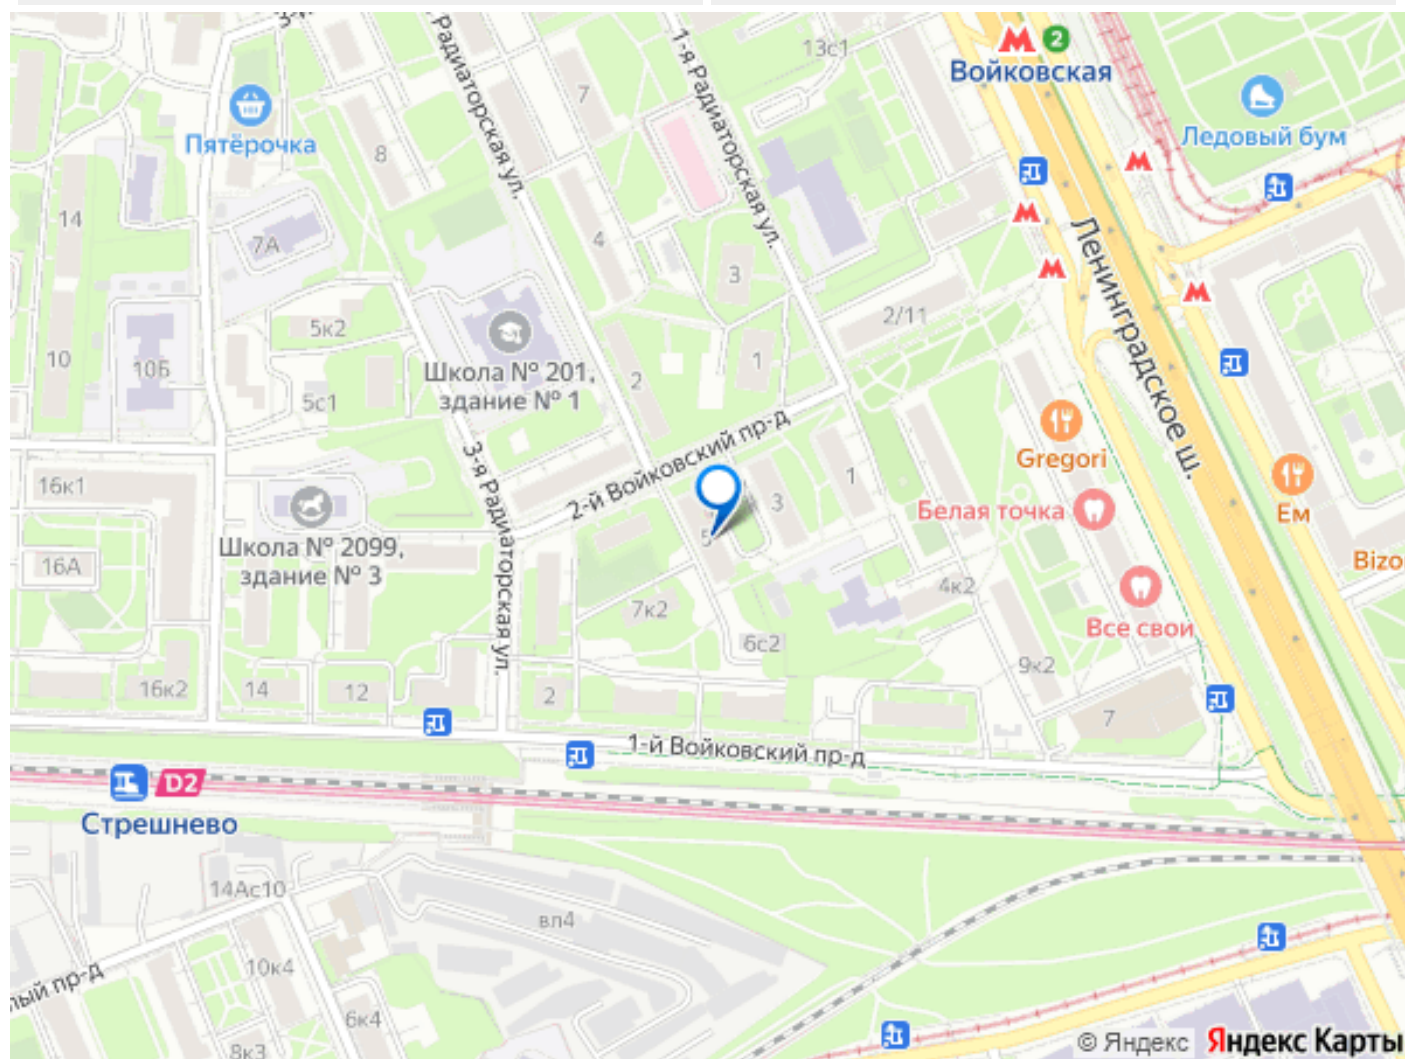 Радиаторская ул.
1-я Радиаторская ул.
13с1
2
Войковская
Ледовый бум
7
Пятёрочка
8
14
7А
4
3
Ленинградское ш.
5к2
2/11
10
10Б
Школа № 201,
здание № 1
2
1
5с1
3-я Радиаторская ул.
2-й Войковский пр-д
Gregori
16к1
1
3
Белая точка
Ем
Школа № 2099,
здание № 3
5
16А
Bizo
4к2
7к2
Все свои
6с2
9к2
16к2
14
12
2
7
1-й Войковский пр-д
D2
Стрешнево
14Ас10
вл4
10к4
лый пр-д
6к4
8к3
© Яндекс Яндекс Карты